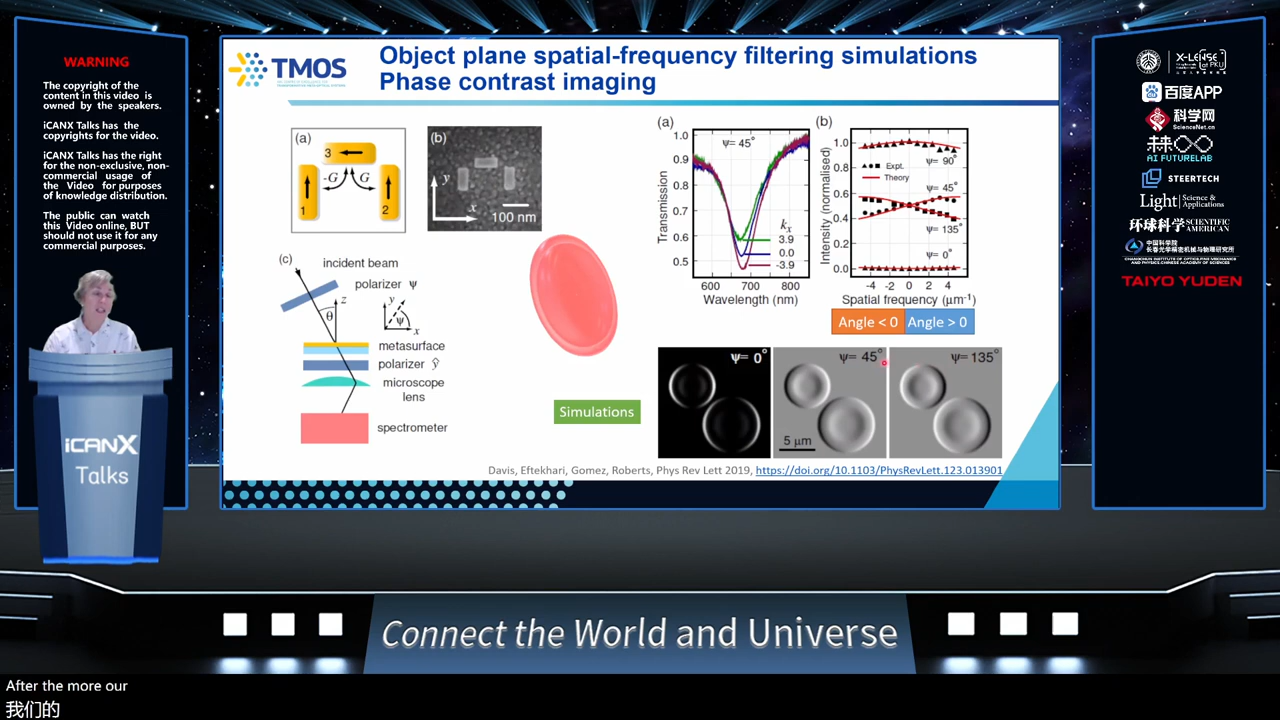 WARNING
The copyright of the
content in this video is
owned by the speakers.
iCANX Talks has the
copyrights for the video.
iCANX Talks has the right
for the non-exclusive, non-
commercial usage of
the Video for purposes
of knowledge distribution.
The public can watch
this Video online, BUT
should not use it for any
commercial purposes.
iCANX
Talks
TMOS
Object plane spatial-frequency filtering simulations
Phase contrast imaging
(a)
3
-G G
1 2
(b)
y
x
100 nm
(c)
incident beam
polarizer ψ
z
θ
y
ψ
x
metasurface
polarizer ŷ
microscope
lens
spectrometer
Simulations
(a)
ψ= 45°
1.0
0.9
0.8
0.7
0.6
0.5
Transmission
kx
3.9
0.0
-3.9
600 700 800
Wavelength (nm)
(b)
1.0
0.8
0.6
0.4
0.2
0.0
Intensity (normalised)
ψ= 90°
Expt.
Theory
ψ= 45°
ψ= 135°
ψ= 0°
-4 -2 0 2 4
Spatial frequency (μm-1)
Angle < 0 Angle > 0
ψ= 0°
ψ= 45°
ψ= 135°
5 μm
Davis, Eftekhari, Gomez, Roberts, Phys Rev Lett 2019, https://doi.org/10.1103/PhysRevLett.123.013901
X-LENSE
百度APP
科学网
ScienceNet.cn
未来
AI FUTURELAB
STEERTECH
Light Science & Applications
环球科学 SCIENTIFIC AMERICAN
中国科学院
长春光学精密机械与物理研究所
TAIYO YUDEN
Connect the World and Universe
After the more our
我们的